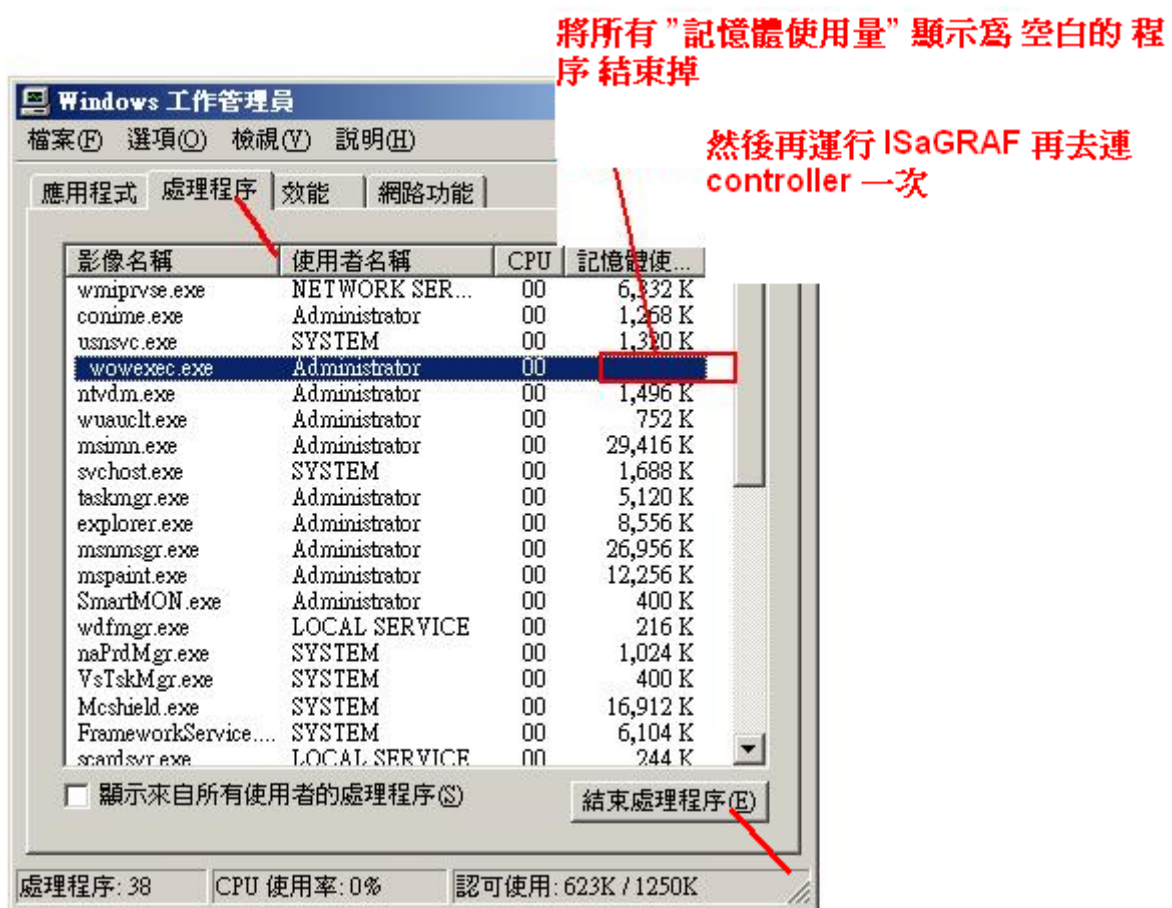 將所有 ”記憶體使用量” 顯示為 空白的 程
序 結束掉
然後再運行 ISaGRAF 再去連
controller 一次
Windows 工作管理員
檔案(F) 選項(O) 檢視(V) 說明(H)
應用程式 處理程序 效能 網路功能
影像名稱 使用者名稱 CPU 記憶體使...
wmiprvse.exe NETWORK SER... 00 6,332 K
conime.exe Administrator 00 1,268 K
usnsvc.exe SYSTEM 00 1,320 K
wowexec.exe Administrator 00
ntvdm.exe Administrator 00 1,496 K
wuauclt.exe Administrator 00 752 K
msimn.exe Administrator 00 29,416 K
svchost.exe SYSTEM 00 1,688 K
taskmgr.exe Administrator 00 5,120 K
explorer.exe Administrator 00 8,556 K
msnmsgr.exe Administrator 00 26,956 K
mspaint.exe Administrator 00 12,256 K
SmartMON.exe Administrator 00 400 K
wdfmgr.exe LOCAL SERVICE 00 216 K
naPrdMgr.exe SYSTEM 00 1,024 K
VsTskMgr.exe SYSTEM 00 400 K
Mcshield.exe SYSTEM 00 16,912 K
FrameworkService.... SYSTEM 00 6,104 K
scardsvr.exe LOCAL SERVICE 00 244 K
顯示來自所有使用者的處理程序(S) 結束處理程序(E)
處理程序: 38 CPU 使用率: 0% 認可使用: 623K / 1250K